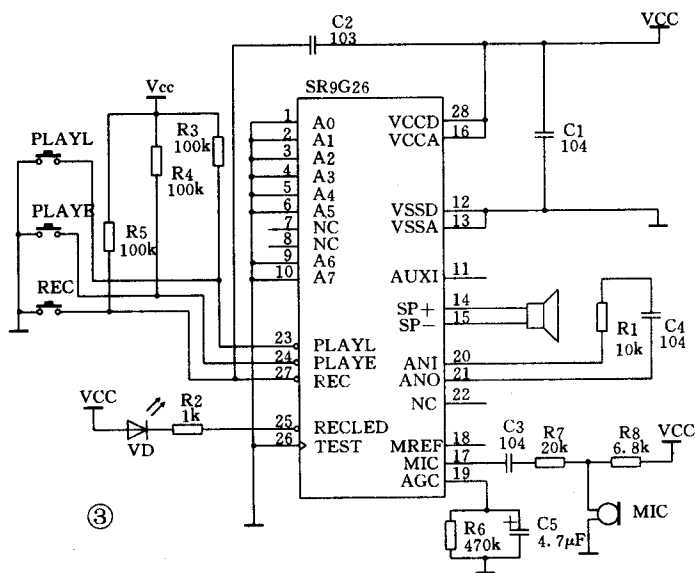 C2
103
VCC
SR9G26
Vcc
1 A0
2 A1
3 A2
4 A3
5 A4
6 A5
7 NC
8 NC
9 A6
10 A7
23 PLAYL
24 PLAYE
27 REC
25 RECLED
26 TEST
VCCD 28
VCCA 16
VSSD 12
VSSA 13
AUXI 11
SP+ 14
SP- 15
ANI 20
ANO 21
NC 22
MREF 18
MIC 17
AGC 19
C1
104
PLAYL
PLAYE
REC
R3
100k
R4
100k
R5
100k
VCC
VD
R2
1k
R1
10k
C4
104
C3
104
R7
20k
R8
6.8k
VCC
MIC
R6
470k
+
C5
4.7μF
③